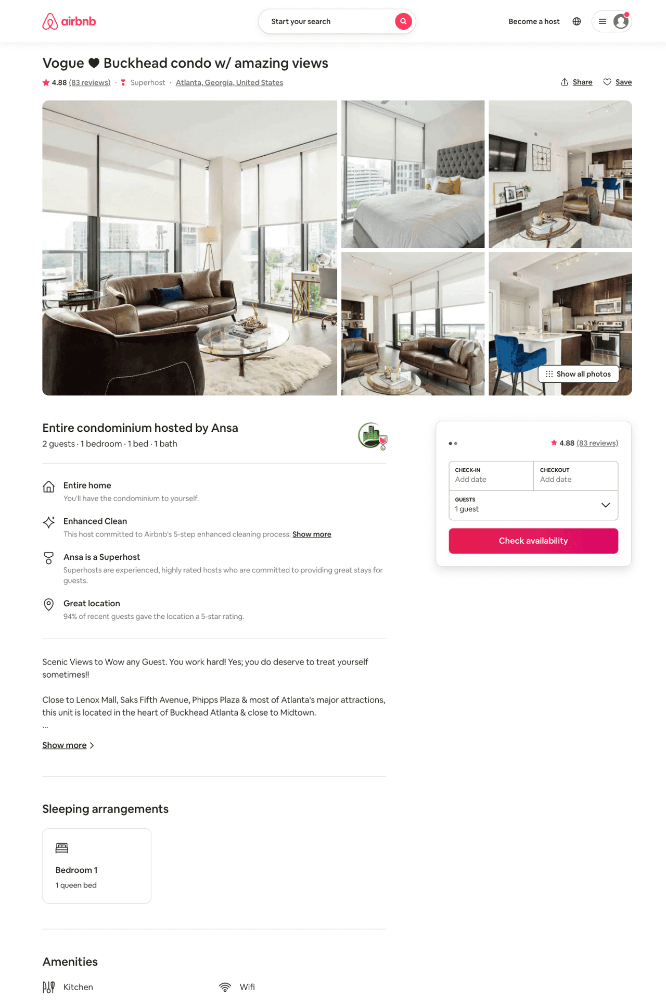 airbnb
Start your search
Become a host
Vogue 🖤 Buckhead condo w/ amazing views
4.88 (83 reviews) · Superhost · Atlanta, Georgia, United States
Share
Save
Show all photos
Entire condominium hosted by Ansa
2 guests · 1 bedroom · 1 bed · 1 bath
4.88 (83 reviews)
CHECK-IN
Add date
CHECKOUT
Add date
GUESTS
1 guest
Check availability
Entire home
You'll have the condominium to yourself.
Enhanced Clean
This host committed to Airbnb's 5-step enhanced cleaning process. Show more
Ansa is a Superhost
Superhosts are experienced, highly rated hosts who are committed to providing great stays for
guests.
Great location
94% of recent guests gave the location a 5-star rating.
Scenic Views to Wow any Guest. You work hard! Yes; you do deserve to treat yourself
sometimes!!
Close to Lenox Mall, Saks Fifth Avenue, Phipps Plaza & most of Atlanta's major attractions,
this unit is located in the heart of Buckhead Atlanta & close to Midtown.
...
Show more
Sleeping arrangements
Bedroom 1
1 queen bed
Amenities
Kitchen
Wifi